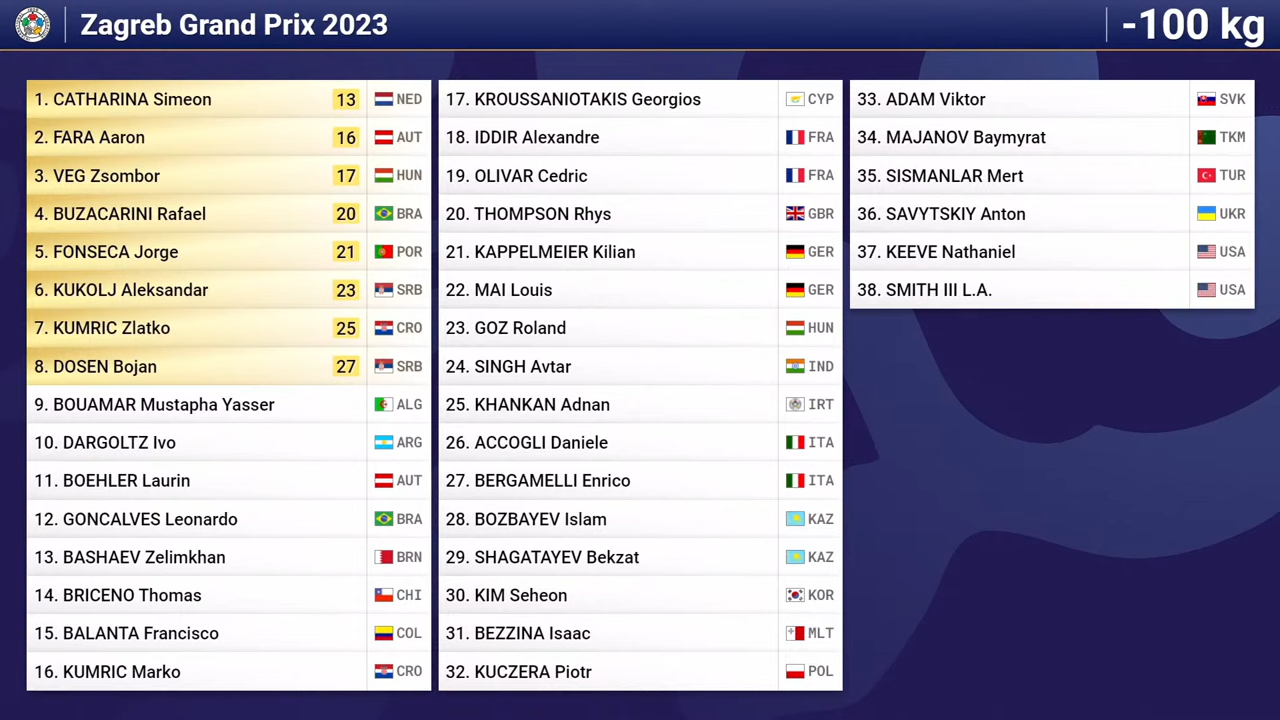 Zagreb Grand Prix 2023
-100 kg
1. CATHARINA Simeon 13 NED
2. FARA Aaron 16 AUT
3. VEG Zsombor 17 HUN
4. BUZACARINI Rafael 20 BRA
5. FONSECA Jorge 21 POR
6. KUKOLJ Aleksandar 23 SRB
7. KUMRIC Zlatko 25 CRO
8. DOSEN Bojan 27 SRB
9. BOUAMAR Mustapha Yasser ALG
10. DARGOLTZ Ivo ARG
11. BOEHLER Laurin AUT
12. GONCALVES Leonardo BRA
13. BASHAEV Zelimkhan BRN
14. BRICENO Thomas CHI
15. BALANTA Francisco COL
16. KUMRIC Marko CRO
17. KROUSSANIOTAKIS Georgios CYP
18. IDDIR Alexandre FRA
19. OLIVAR Cedric FRA
20. THOMPSON Rhys GBR
21. KAPPELMEIER Kilian GER
22. MAI Louis GER
23. GOZ Roland HUN
24. SINGH Avtar IND
25. KHANKAN Adnan IRT
26. ACCOGLI Daniele ITA
27. BERGAMELLI Enrico ITA
28. BOZBAYEV Islam KAZ
29. SHAGATAYEV Bekzat KAZ
30. KIM Seheon KOR
31. BEZZINA Isaac MLT
32. KUCZERA Piotr POL
33. ADAM Viktor SVK
34. MAJANOV Baymyrat TKM
35. SISMANLAR Mert TUR
36. SAVYTSKIY Anton UKR
37. KEEVE Nathaniel USA
38. SMITH III L.A. USA